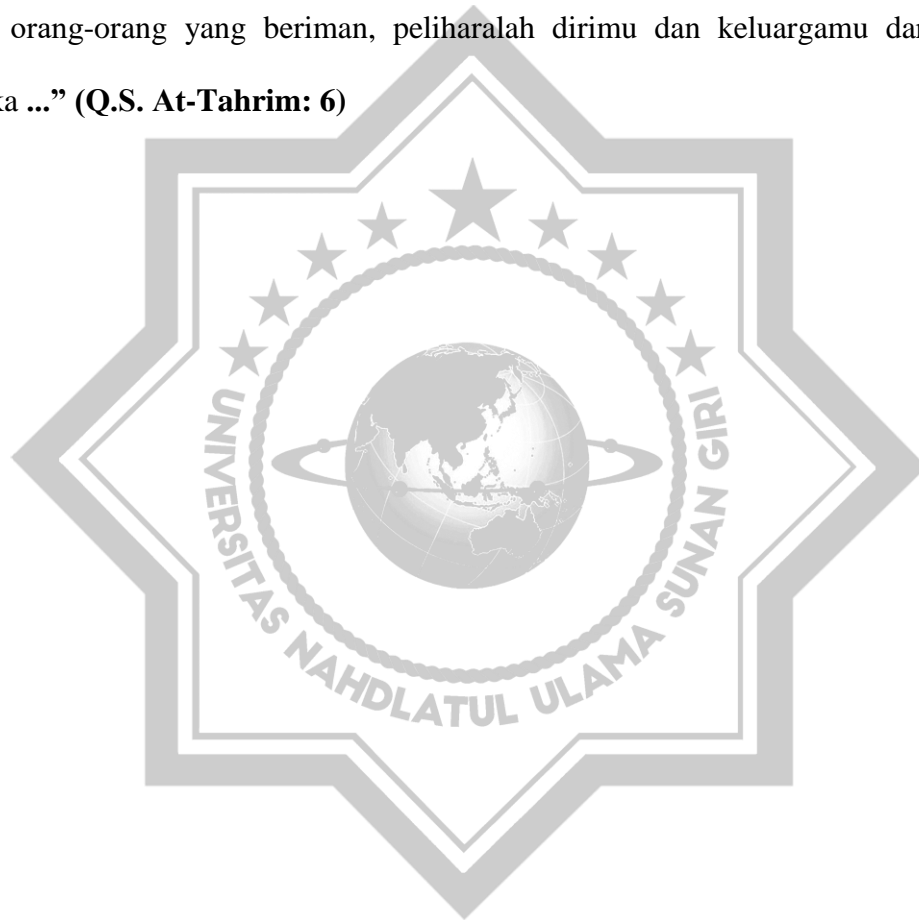 orang-orang yang beriman, peliharalah dirimu dan keluargamu dar
ka ...” (Q.S. At-Tahrim: 6)
UNIVERSITAS NAHDLATUL ULAMA SUNAN GIRI